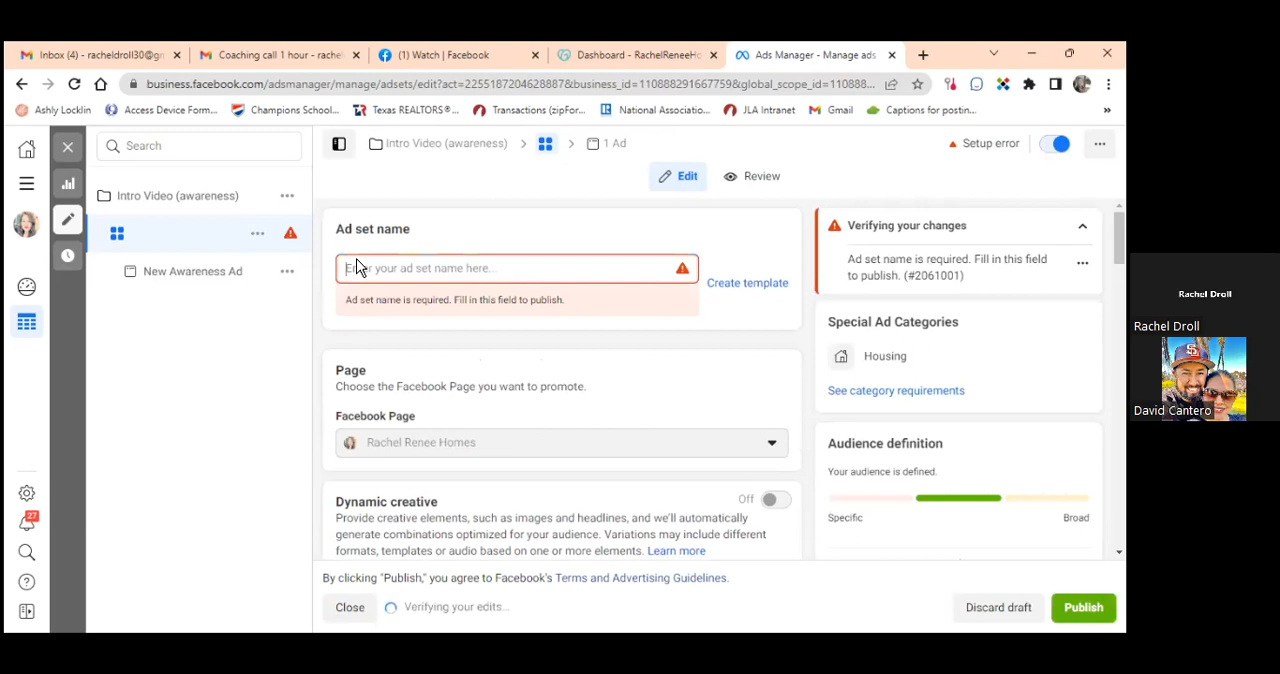 Inbox (4) - racheldroll30@gm
Coaching call 1 hour - rache
(1) Watch | Facebook
Dashboard - RachelReneeHo
Ads Manager - Manage ads
business.facebook.com/adsmanager/manage/adsets/edit?act=2255187204628887&business_id=110888291667759&global_scope_id=110888...
Ashly Locklin
Access Device Form...
Champions School...
Texas REALTORS®...
Transactions (zipFor...
National Associatio...
JLA Intranet
Gmail
Captions for postin...
»
Search
Intro Video (awareness)
New Awareness Ad
27
Intro Video (awareness)
1 Ad
Setup error
Edit
Review
Ad set name
Enter your ad set name here...
Ad set name is required. Fill in this field to publish.
Create template
Page
Choose the Facebook Page you want to promote.
Facebook Page
Rachel Renee Homes
Dynamic creative
Off
Provide creative elements, such as images and headlines, and we'll automatically
generate combinations optimized for your audience. Variations may include different
formats, templates or audio based on one or more elements. Learn more
Verifying your changes
Ad set name is required. Fill in this field
to publish. (#2061001)
Special Ad Categories
Housing
See category requirements
Audience definition
Your audience is defined.
Specific
Broad
By clicking "Publish," you agree to Facebook's Terms and Advertising Guidelines.
Close
Verifying your edits...
Discard draft
Publish
Rachel Droll
Rachel Droll
David Cantero